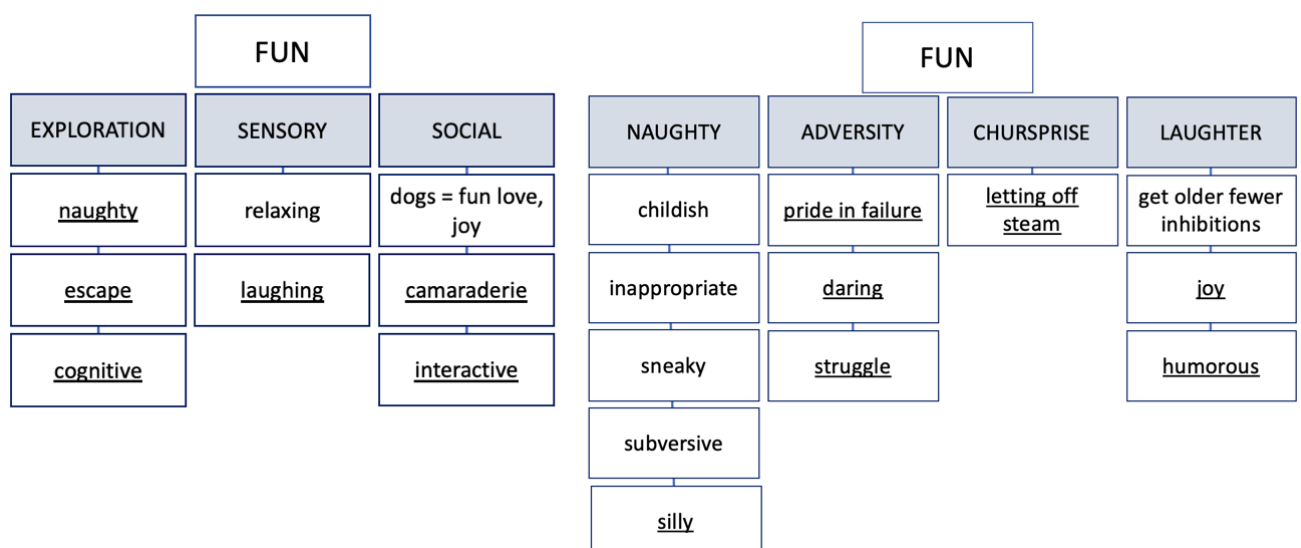 FUN
EXPLORATION
SENSORY
SOCIAL
naughty
relaxing
dogs = fun love,
joy
escape
laughing
camaraderie
cognitive
interactive
FUN
NAUGHTY
ADVERSITY
CHURSPRISE
LAUGHTER
childish
pride in failure
letting off
steam
get older fewer
inhibitions
inappropriate
daring
joy
sneaky
struggle
humorous
subversive
silly